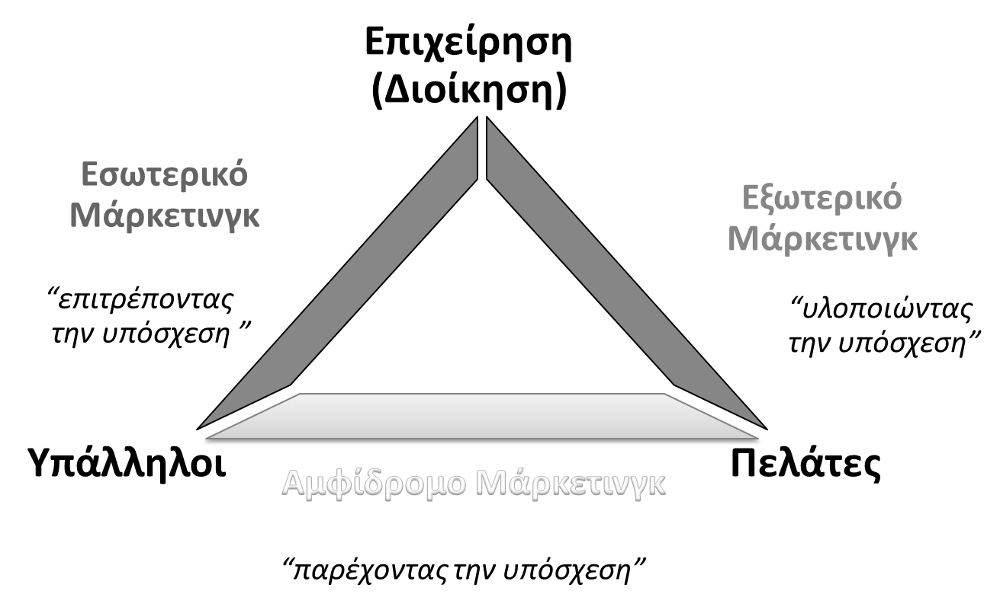 Επιχείρηση
(Διοίκηση)
Εσωτερικό
Μάρκετινγκ
Εξωτερικό
Μάρκετινγκ
“επιτρέποντας
την υπόσχεση ”
“υλοποιώντας
την υπόσχεση”
Υπάλληλοι
Πελάτες
Αμφίδρομο Μάρκετινγκ
“παρέχοντας την υπόσχεση”